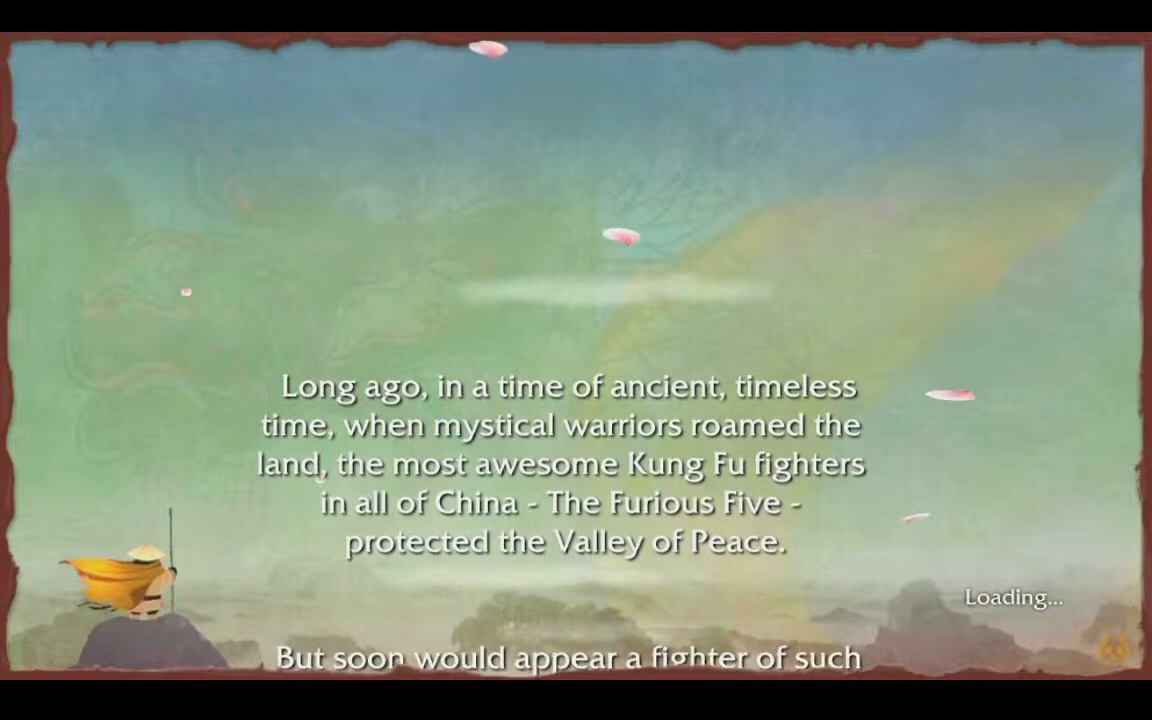 Long ago, in a time of ancient, timeless
time, when mystical warriors roamed the
land, the most awesome Kung Fu fighters
in all of China - The Furious Five -
protected the Valley of Peace.
Loading...
But soon would appear a fighter of such